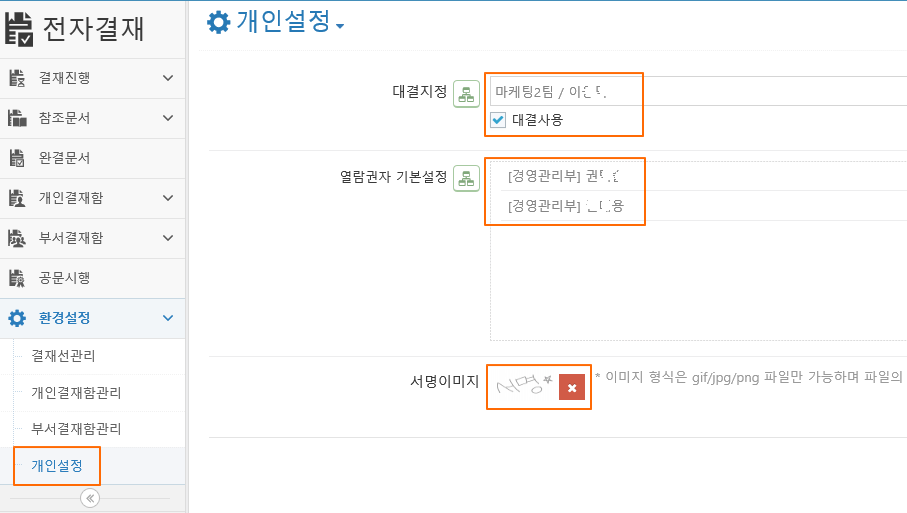 전자결재
결재진행
참조문서
완결문서
개인결재함
부서결재함
공문시행
환경설정
결재선관리
개인결재함관리
부서결재함관리
개인설정
개인설정
대결지정
마케팅2팀 /
대결사용
열람권자 기본설정
[경영관리부]
[경영관리부]
서명이미지
서명*
* 이미지 형식은 gif/jpg/png 파일만 가능하며 파일의